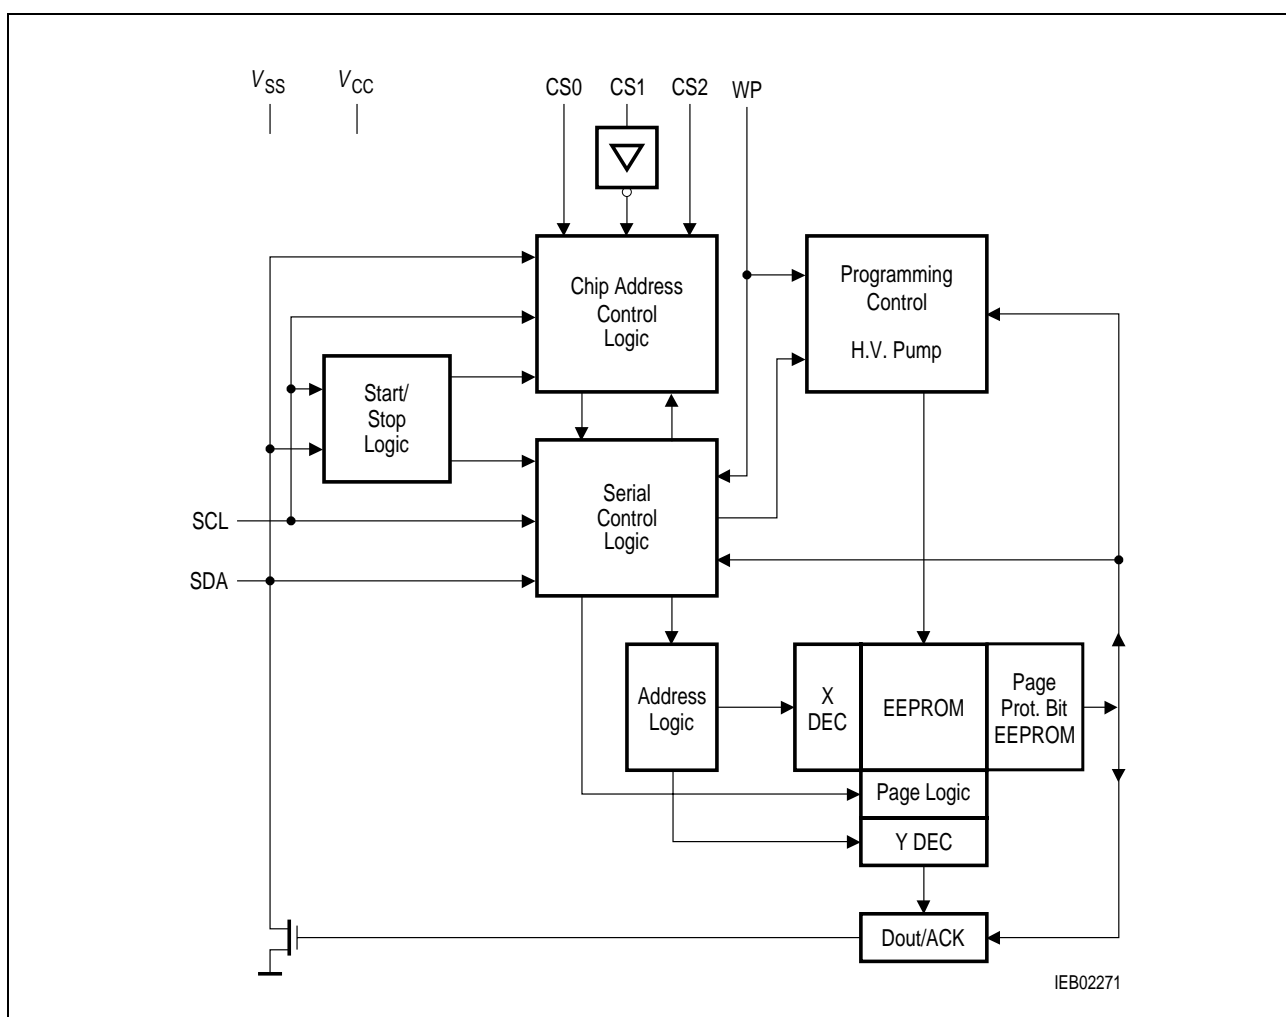 VSS VCC CS0 CS1 CS2 WP
Chip Address
Control
Logic
Programming
Control
H.V. Pump
Start/
Stop
Logic
Serial
Control
Logic
SCL
SDA
Address
Logic
X
DEC
EEPROM
Page
Prot. Bit
EEPROM
Page Logic
Y DEC
Dout/ACK
IEB02271